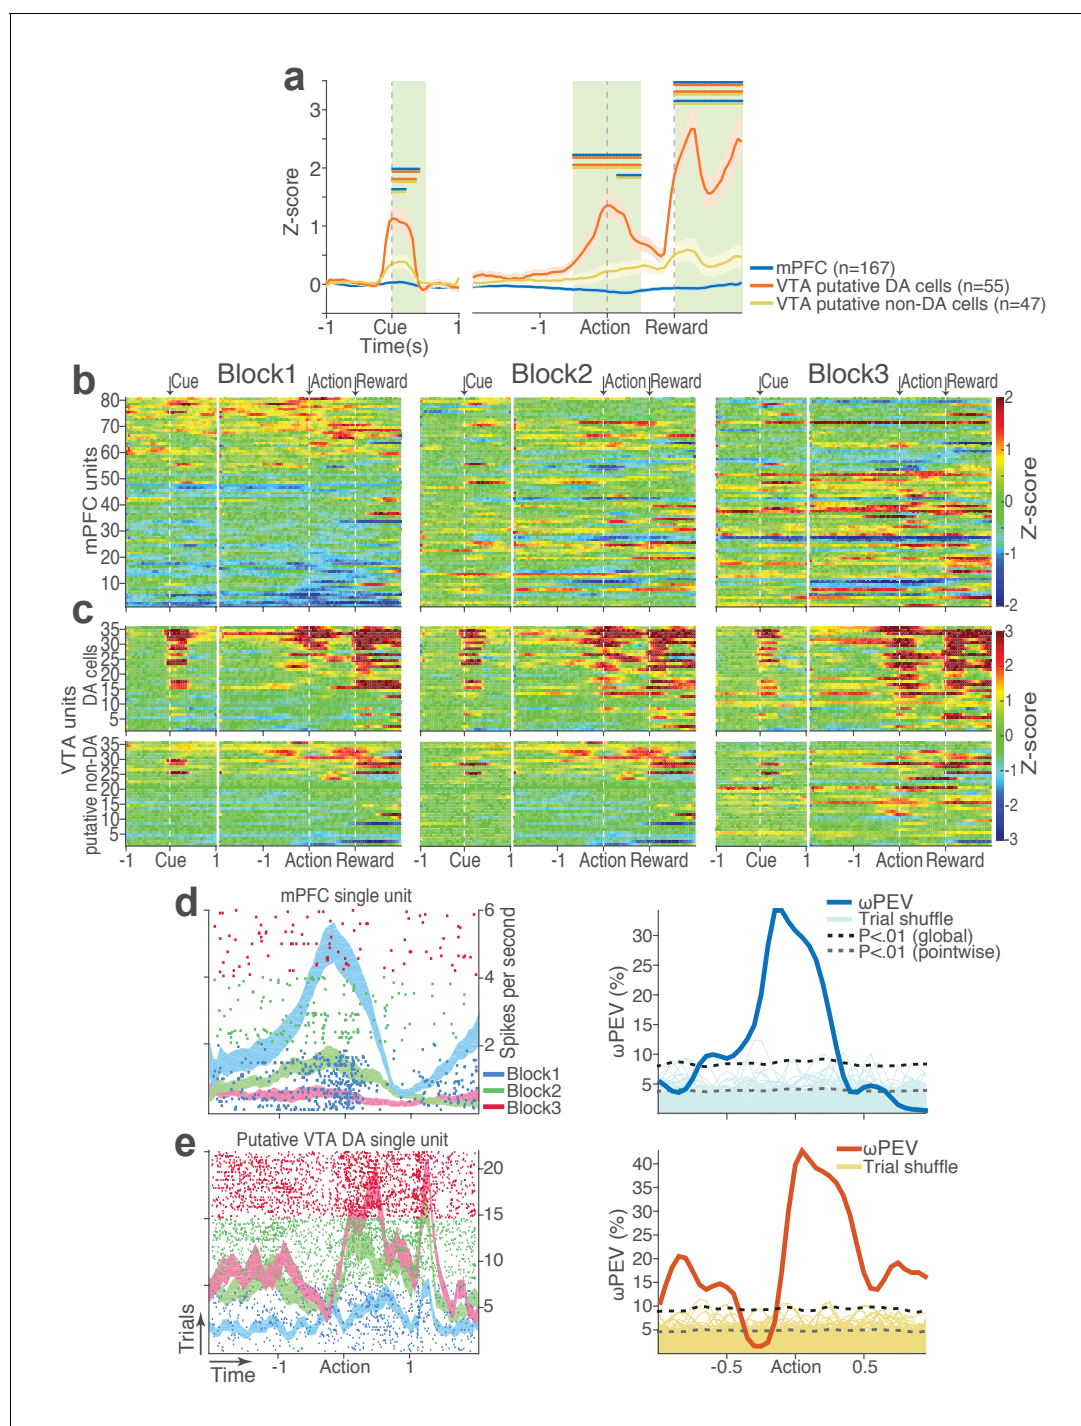 a
3
2
1
0
Z-score
-1
Cue
1
-1
Action
Reward
Time(s)
mPFC (n=167)
VTA putative DA cells (n=55)
VTA putative non-DA cells (n=47)
b
Cue
Block1
Action
Reward
Cue
Block2
Action
Reward
Cue
Block3
Action
Reward
80
70
60
50
40
30
20
10
mPFC units
2
1
0
-1
-2
Z-score
c
35
30
25
20
15
10
5
DA cells
VTA units
35
30
25
20
15
10
5
putative non-DA
3
2
1
0
-1
-2
-3
Z-score
-1 Cue 1 -1 Action Reward
-1 Cue 1 -1 Action Reward
-1 Cue 1 -1 Action Reward
d
mPFC single unit
6
4
2
Spikes per second
Block1
Block2
Block3
ωPEV
Trial shuffle
P<.01 (global)
P<.01 (pointwise)
30
25
20
15
10
5
ωPEV (%)
e
Putative VTA DA single unit
20
15
10
5
Trials
Time
-1
Action
1
ωPEV
Trial shuffle
40
35
30
25
20
15
10
5
ωPEV (%)
-0.5
Action
0.5